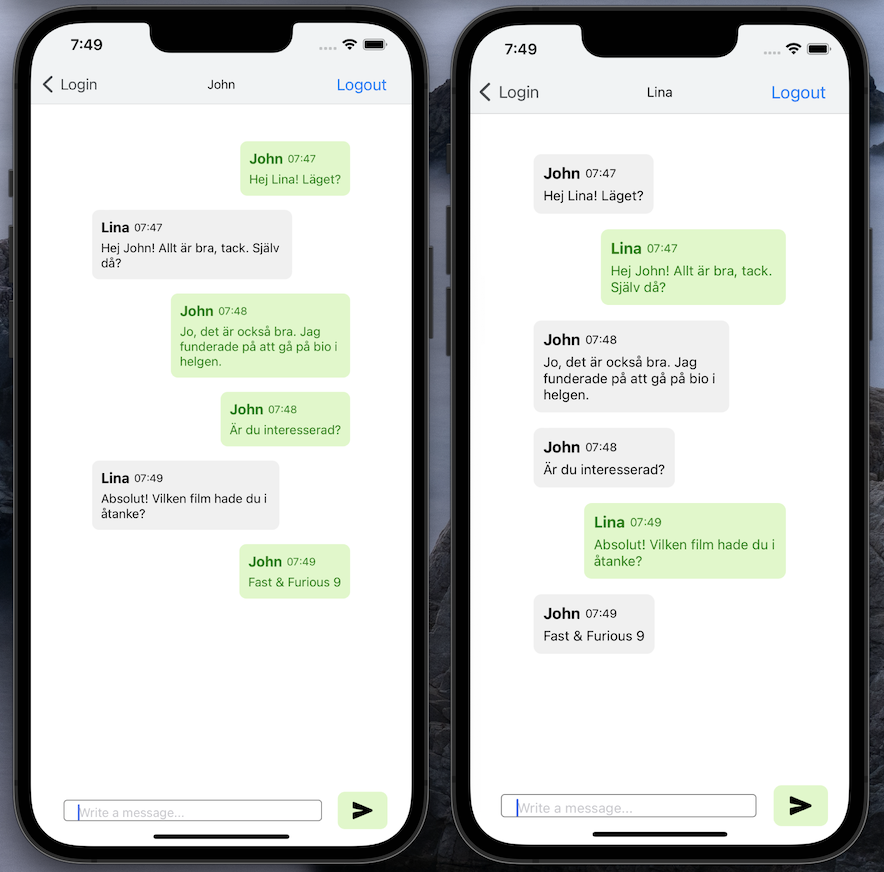 7:49
Login
John
Logout
John 07:47
Hej Lina! Läget?
Lina 07:47
Hej John! Allt är bra, tack. Själv
då?
John 07:48
Jo, det är också bra. Jag
funderade på att gå på bio i
helgen.
John 07:48
Är du interesserad?
Lina 07:49
Absolut! Vilken film hade du i
åtanke?
John 07:49
Fast & Furious 9
Write a message...
7:49
Login
Lina
Logout
John 07:47
Hej Lina! Läget?
Lina 07:47
Hej John! Allt är bra, tack.
Själv då?
John 07:48
Jo, det är också bra. Jag
funderade på att gå på bio i
helgen.
John 07:48
Är du interesserad?
Lina 07:49
Absolut! Vilken film hade du i
åtanke?
John 07:49
Fast & Furious 9
Write a message...